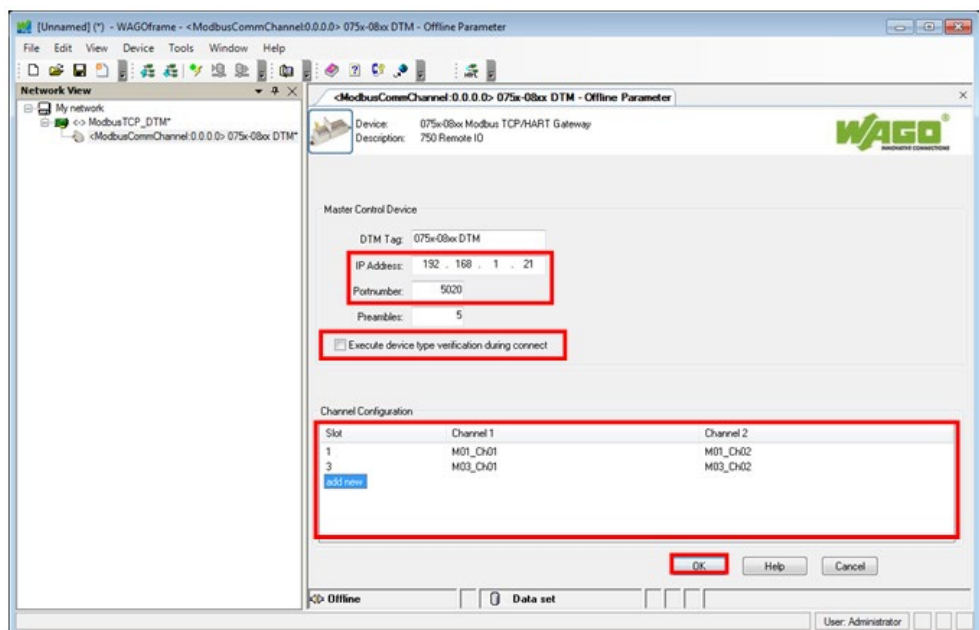 [Unnamed] (*) - WAGOframe - <ModbusCommChannel:0.0.0.0> 075x-08xx DTM - Offline Parameter
File Edit View Device Tools Window Help
Network View
My network
<> ModbusTCP_DTM*
<ModbusCommChannel:0.0.0.0> 075x-08xx DTM*
<ModbusCommChannel:0.0.0.0> 075x-08xx DTM - Offline Parameter
Device: 075x-08xx Modbus TCP/HART Gateway
Description: 750 Remote IO
WAGO®
INNOVATIVE CONNECTIONS
Master Control Device
DTM Tag: 075x-08xx DTM
IP Address: 192 . 168 . 1 . 21
Portnumber: 5020
Preambles: 5
Execute device type verification during connect
Channel Configuration
Slot Channel 1 Channel 2
1 M01_Ch01 M01_Ch02
3 M03_Ch01 M03_Ch02
add new
OK Help Cancel
Offline Data set
User: Administrator